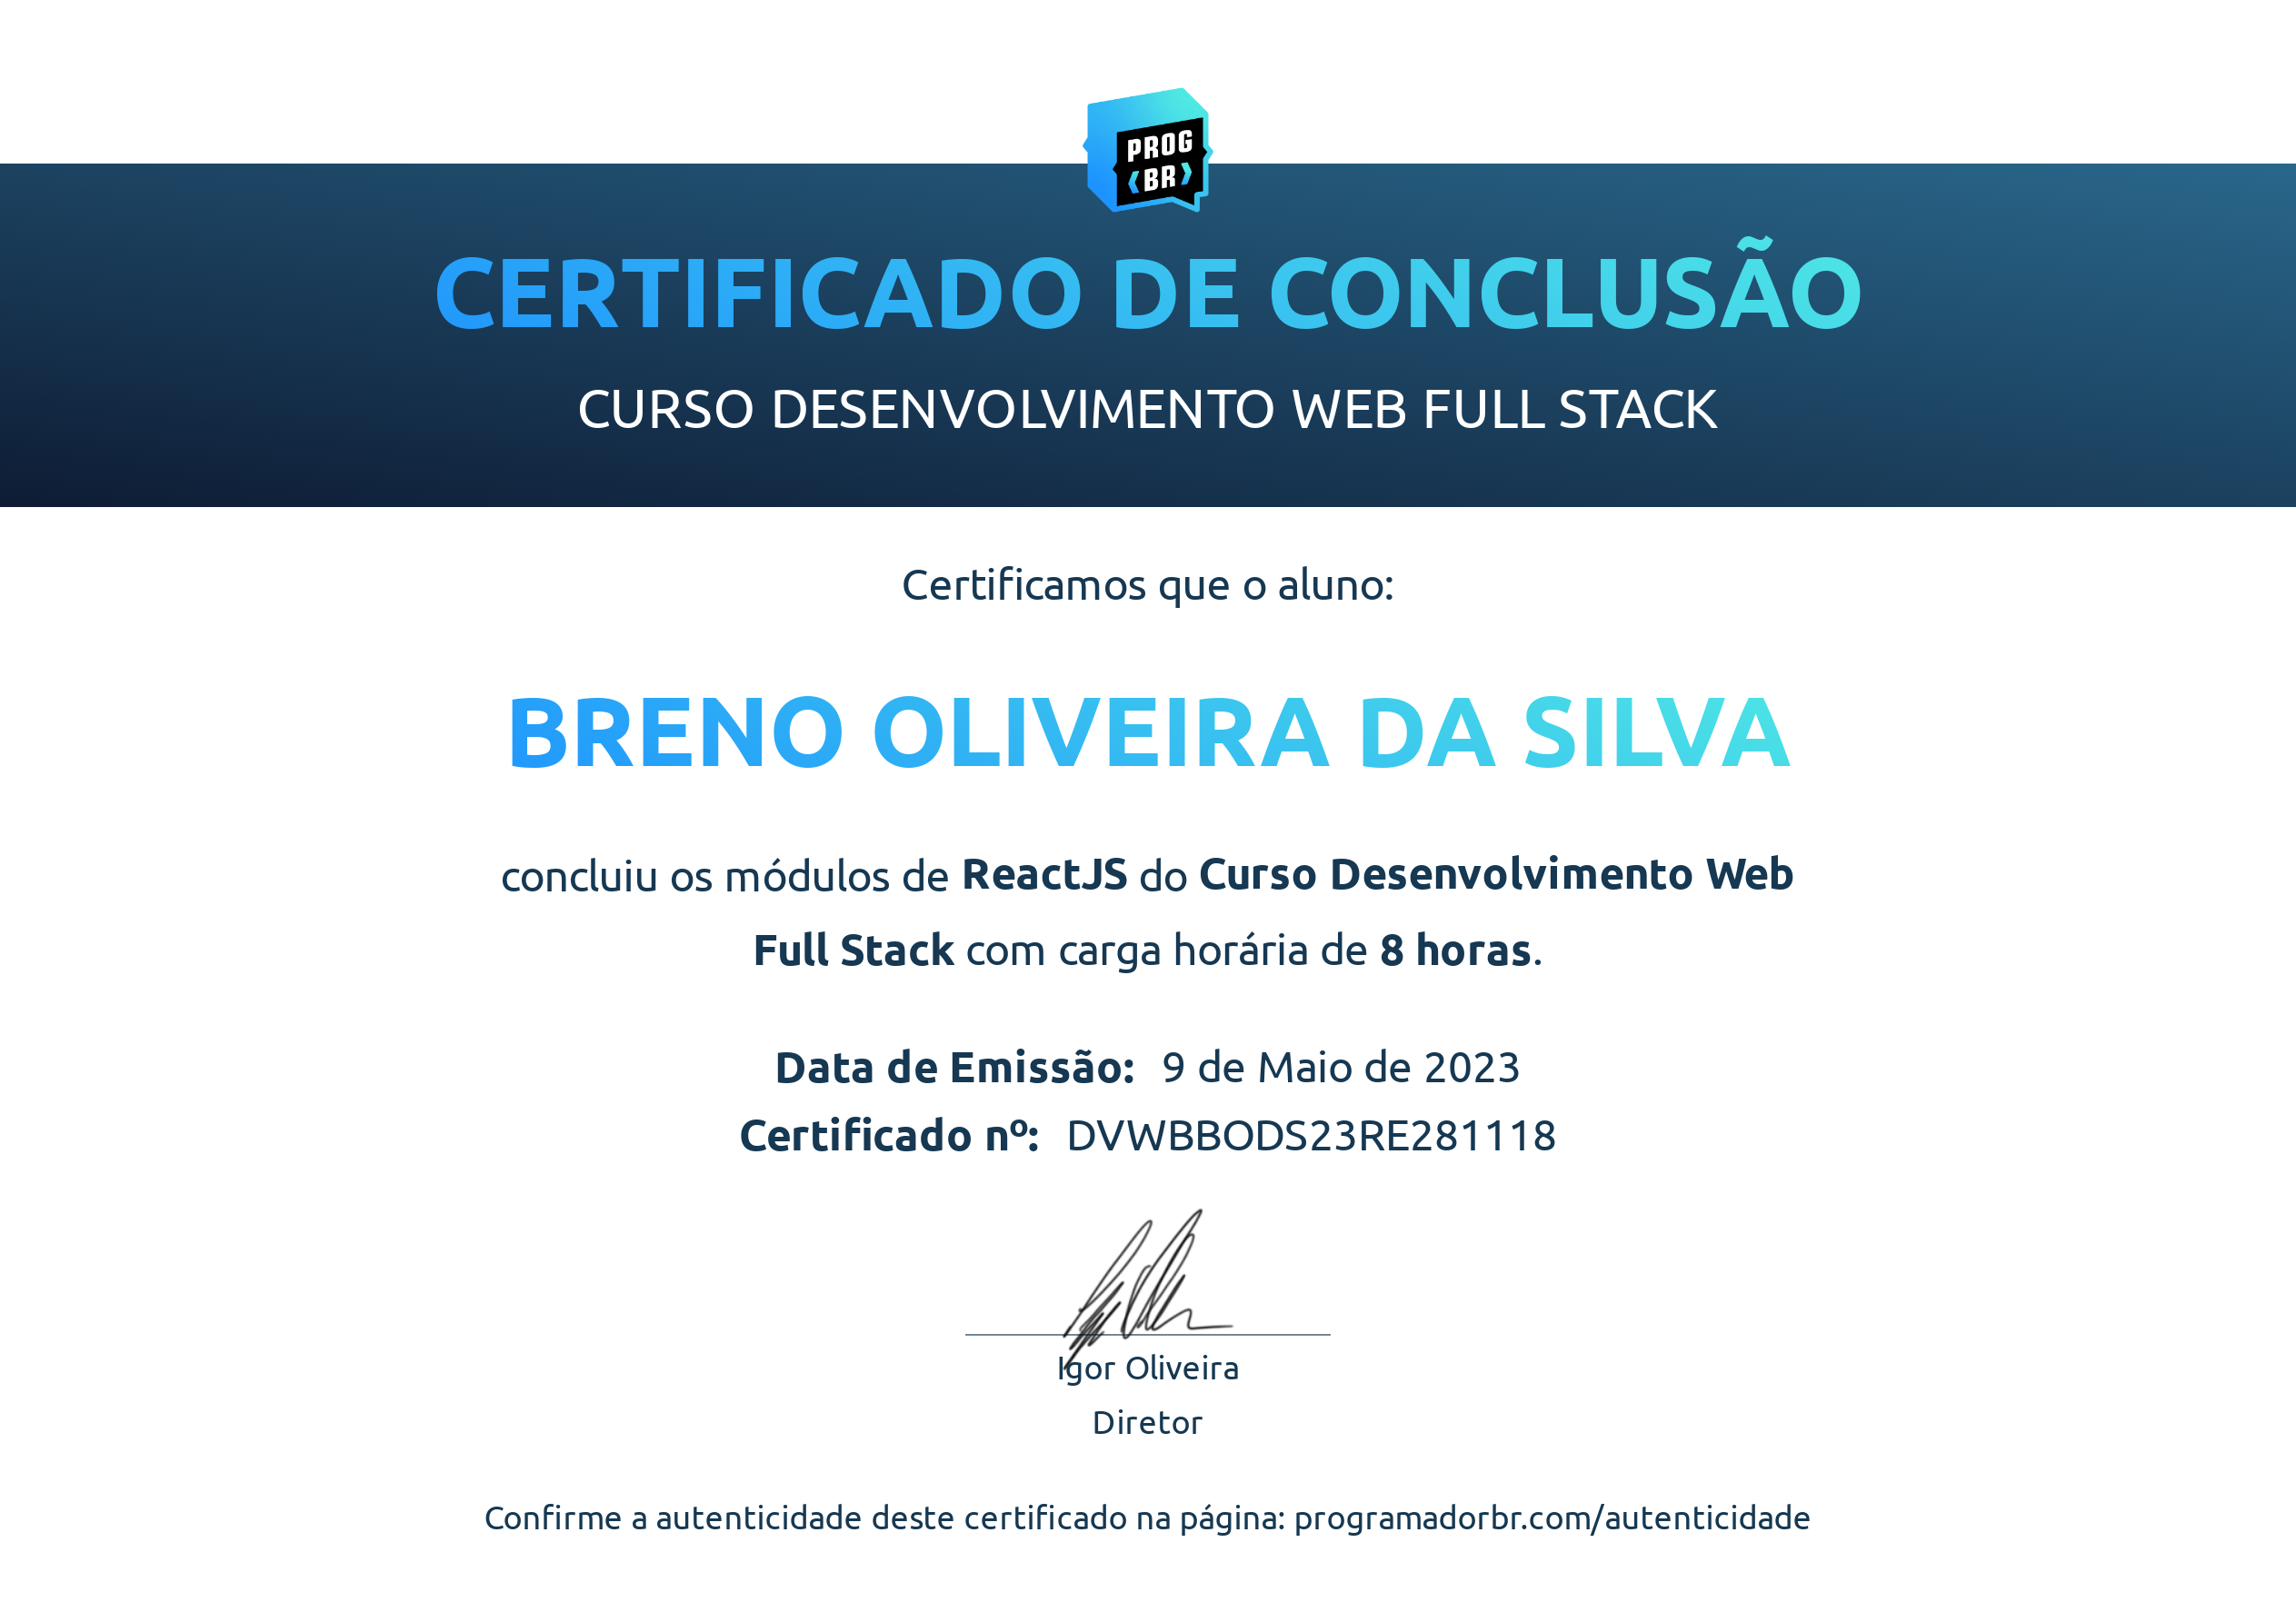 PROG
‹BR›
CERTIFICADO DE CONCLUSÃO
CURSO DESENVOLVIMENTO WEB FULL STACK
Certificamos que o aluno:
BRENO OLIVEIRA DA SILVA
concluiu os módulos de ReactJS do Curso Desenvolvimento Web
Full Stack com carga horária de 8 horas.
Data de Emissão: 9 de Maio de 2023
Certificado nº: DVWBBODS23RE281118
Igor Oliveira
Diretor
Confirme a autenticidade deste certificado na página: programadorbr.com/autenticidade